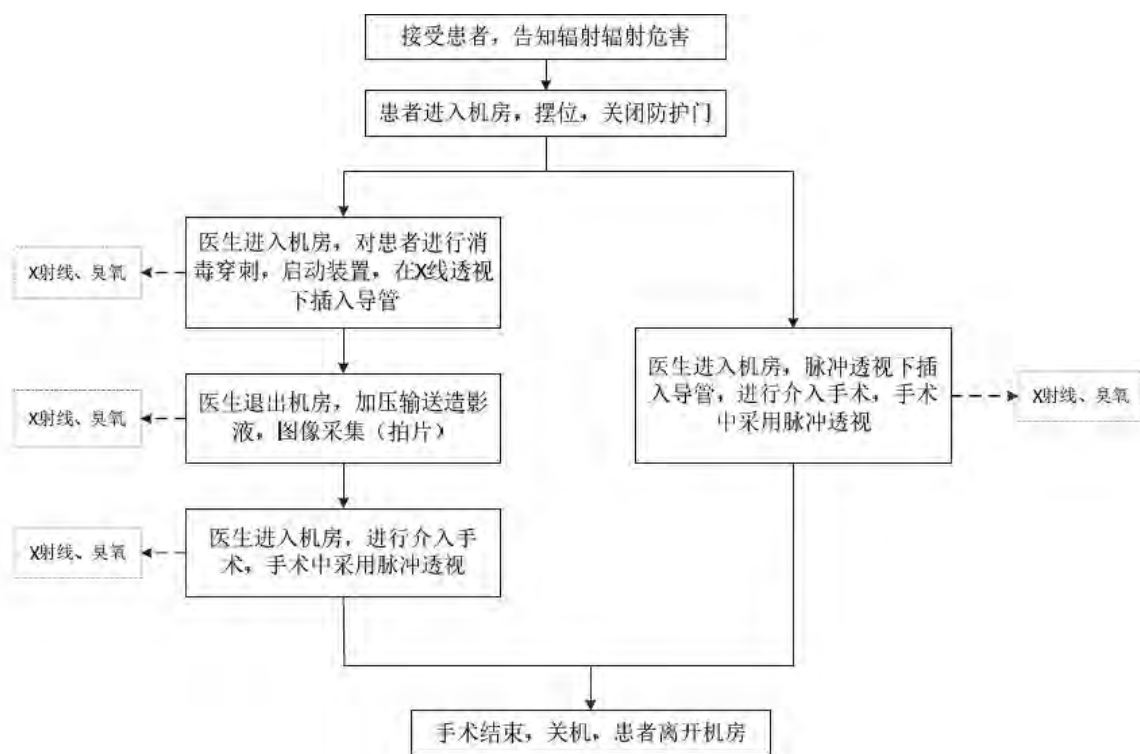 接受患者，告知辐射辐射危害
患者进入机房，摆位，关闭防护门
医生进入机房，对患者进行消
毒穿刺，启动装置，在X线透视
下插入导管
X射线、臭氧
医生退出机房，加压输送造影
液，图像采集（拍片）
X射线、臭氧
医生进入机房，进行介入手
术，手术中采用脉冲透视
X射线、臭氧
医生进入机房，脉冲透视下插
入导管，进行介入手术，手术
中采用脉冲透视
X射线、臭氧
手术结束，关机，患者离开机房